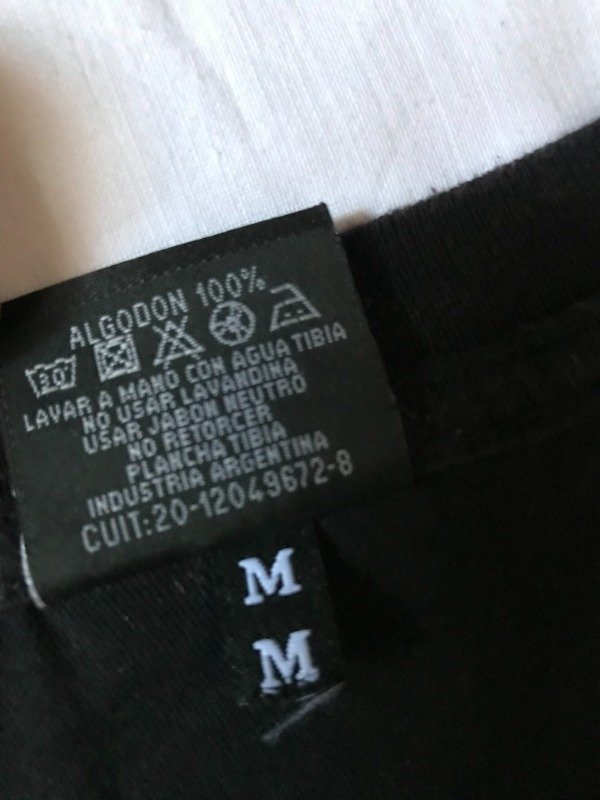 ALGODON 100%
30
LAVAR A MANO CON AGUA TIBIA
NO USAR LAVANDINA
USAR JABON NEUTRO
NO RETORCER
PLANCHA TIBIA
INDUSTRIA ARGENTINA
CUIT:20-12049672-8
M
M